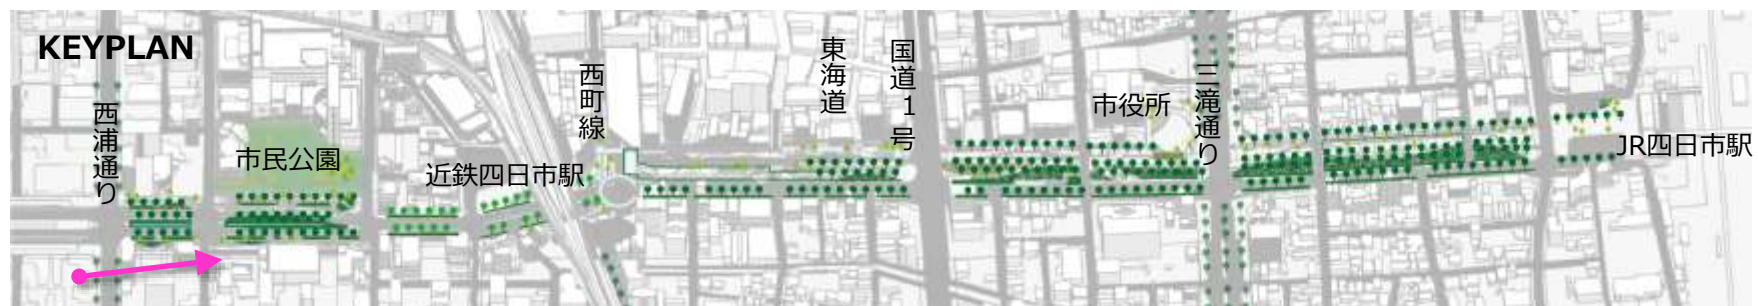 KEYPLAN
西浦通り
市民公園
近鉄四日市駅
西町線
東海道
国道1号
市役所
三滝通り
JR四日市駅